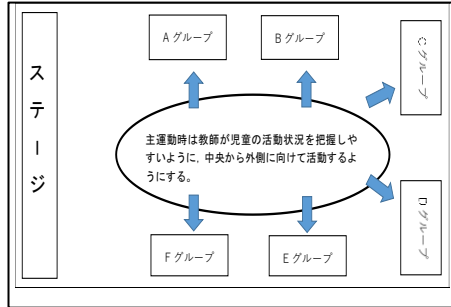 ステージ
Aグループ
Bグループ
Cグループ
主運動時は教師が児童の活動状況を把握しや
すいように，中央から外側に向けて活動するよ
うにする。
Dグループ
Fグループ
Eグループ